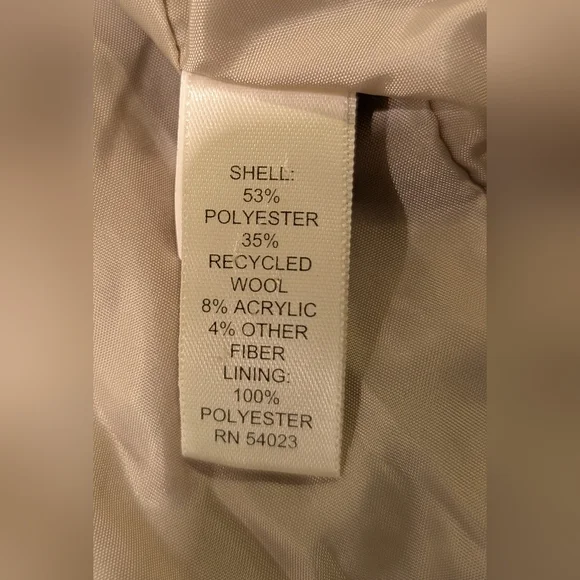 SHELL:
53%
POLYESTER
35%
RECYCLED
WOOL
8% ACRYLIC
4% OTHER
FIBER
LINING:
100%
POLYESTER
RN 54023